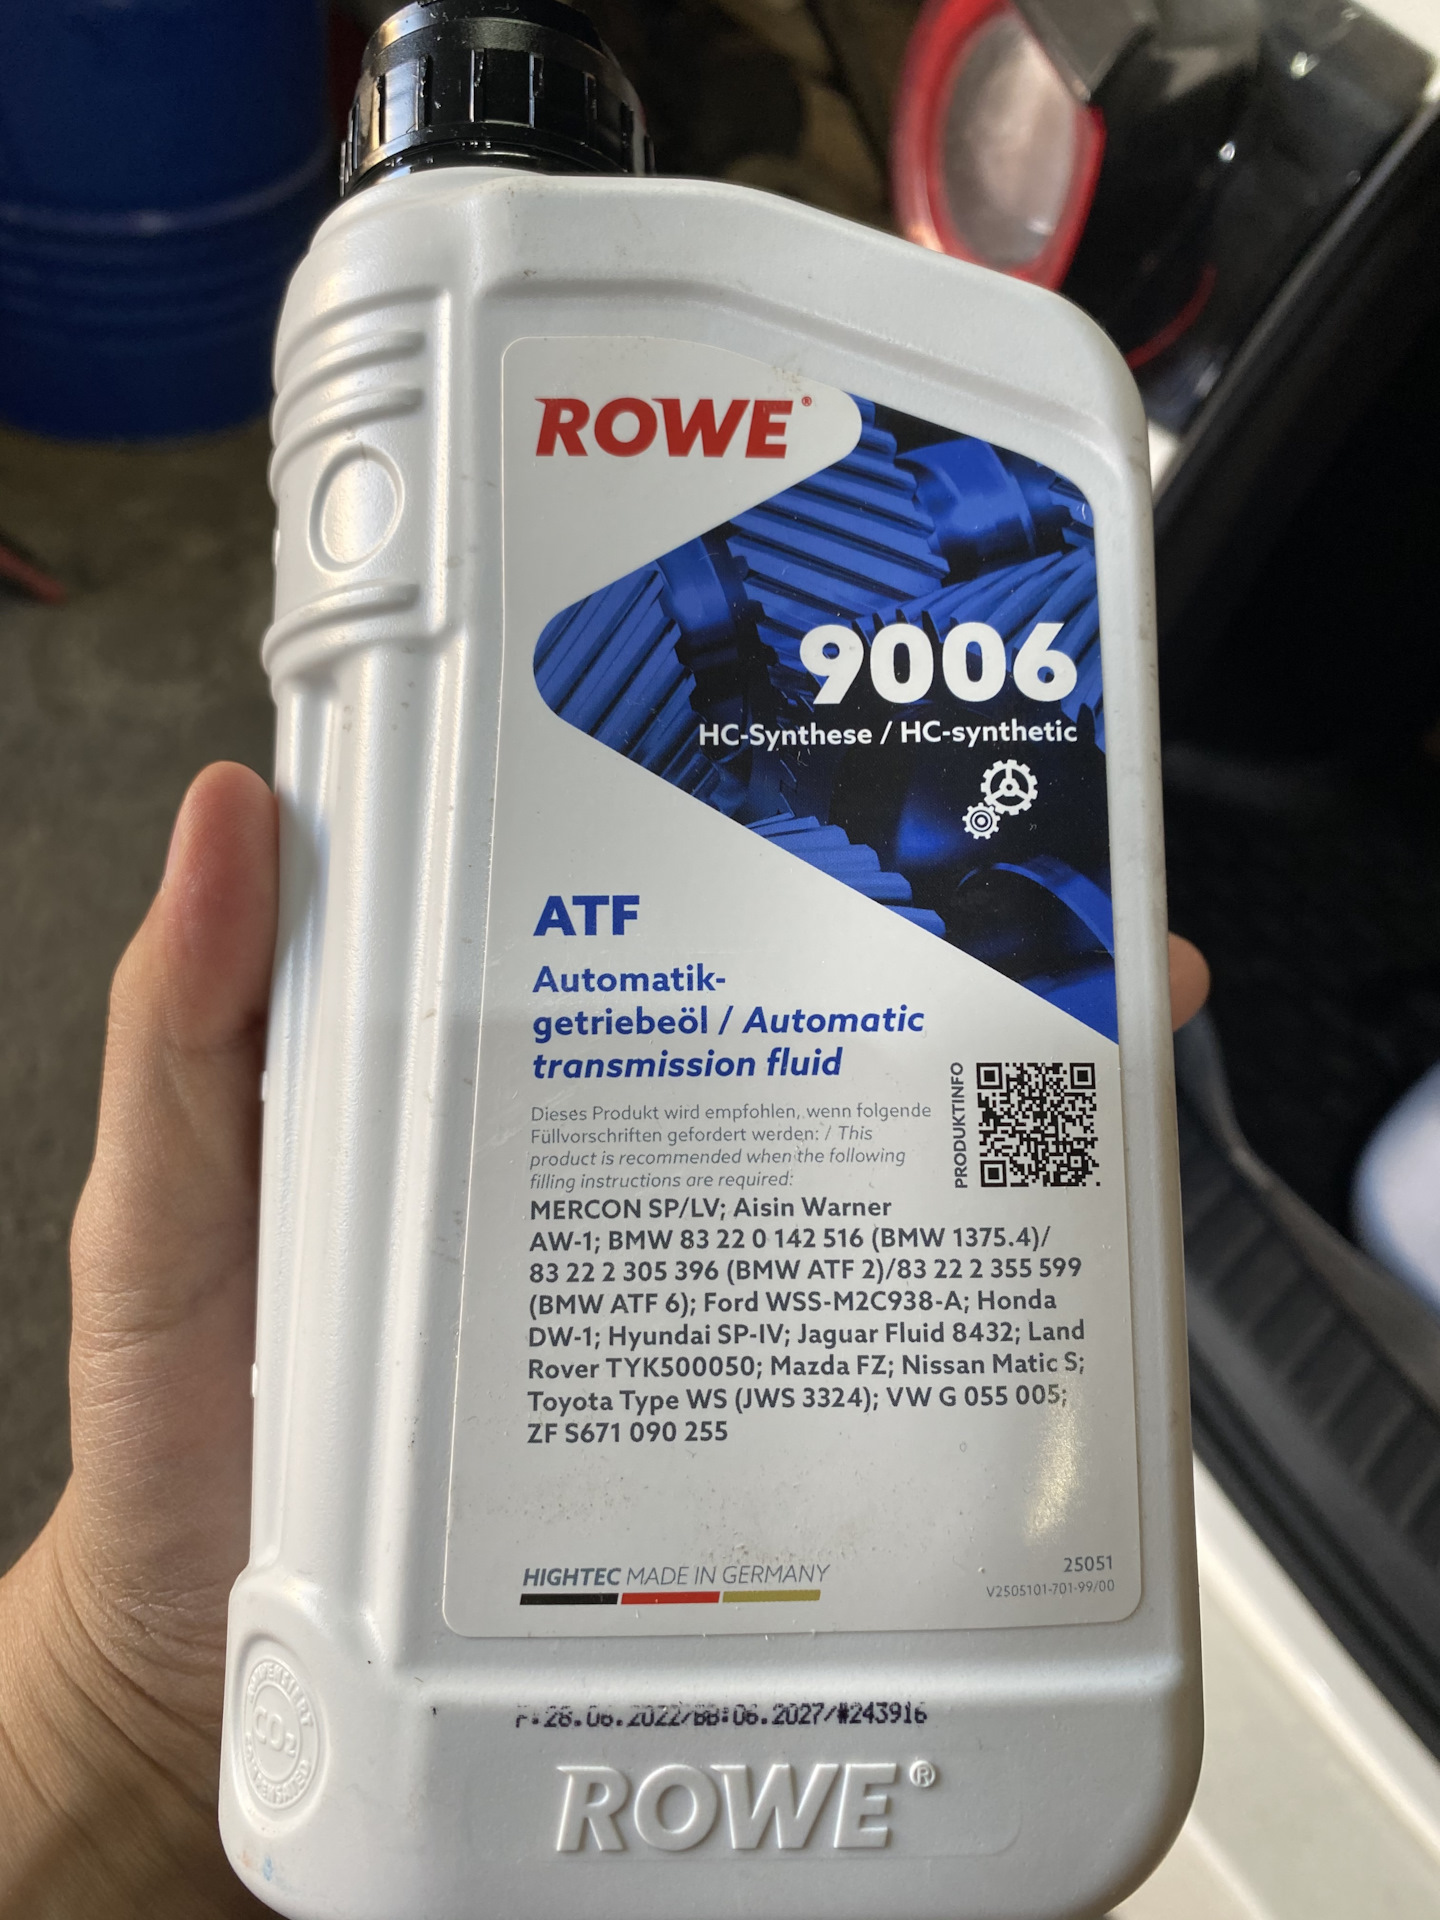 ROWE®
9006
HC-Synthese / HC-synthetic
ATF
Automatik-
getriebeöl / Automatic
transmission fluid
Dieses Produkt wird empfohlen, wenn folgende
Füllvorschriften gefordert werden: / This
product is recommended when the following
filling instructions are required:
PRODUKTINFO
MERCON SP/LV; Aisin Warner
AW-1; BMW 83 22 0 142 516 (BMW 1375.4)/
83 22 2 305 396 (BMW ATF 2)/83 22 2 355 599
(BMW ATF 6); Ford WSS-M2C938-A; Honda
DW-1; Hyundai SP-IV; Jaguar Fluid 8432; Land
Rover TYK500050; Mazda FZ; Nissan Matic S;
Toyota Type WS (JWS 3324); VW G 055 005;
ZF S671 090 255
HIGHTEC MADE IN GERMANY
25051
V2505101-701-99/00
F:28.06.2022/BB:06.2027/#243916
CO2
ROWE®